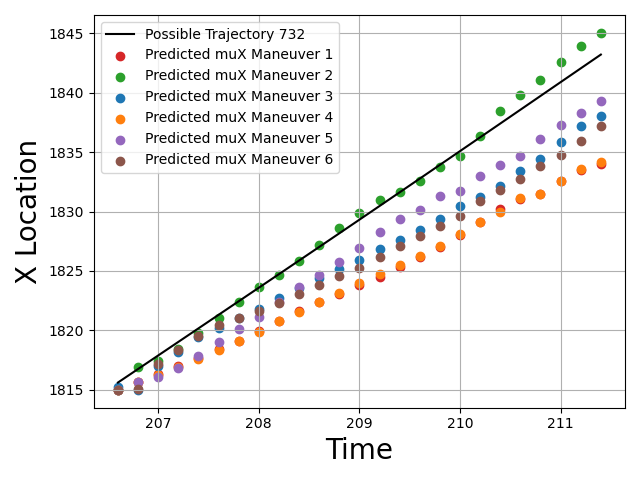 Possible Trajectory 732
Predicted muX Maneuver 1
Predicted muX Maneuver 2
Predicted muX Maneuver 3
Predicted muX Maneuver 4
Predicted muX Maneuver 5
Predicted muX Maneuver 6
1845
1840
1835
1830
1825
1820
1815
X Location
207 208 209 210 211
Time